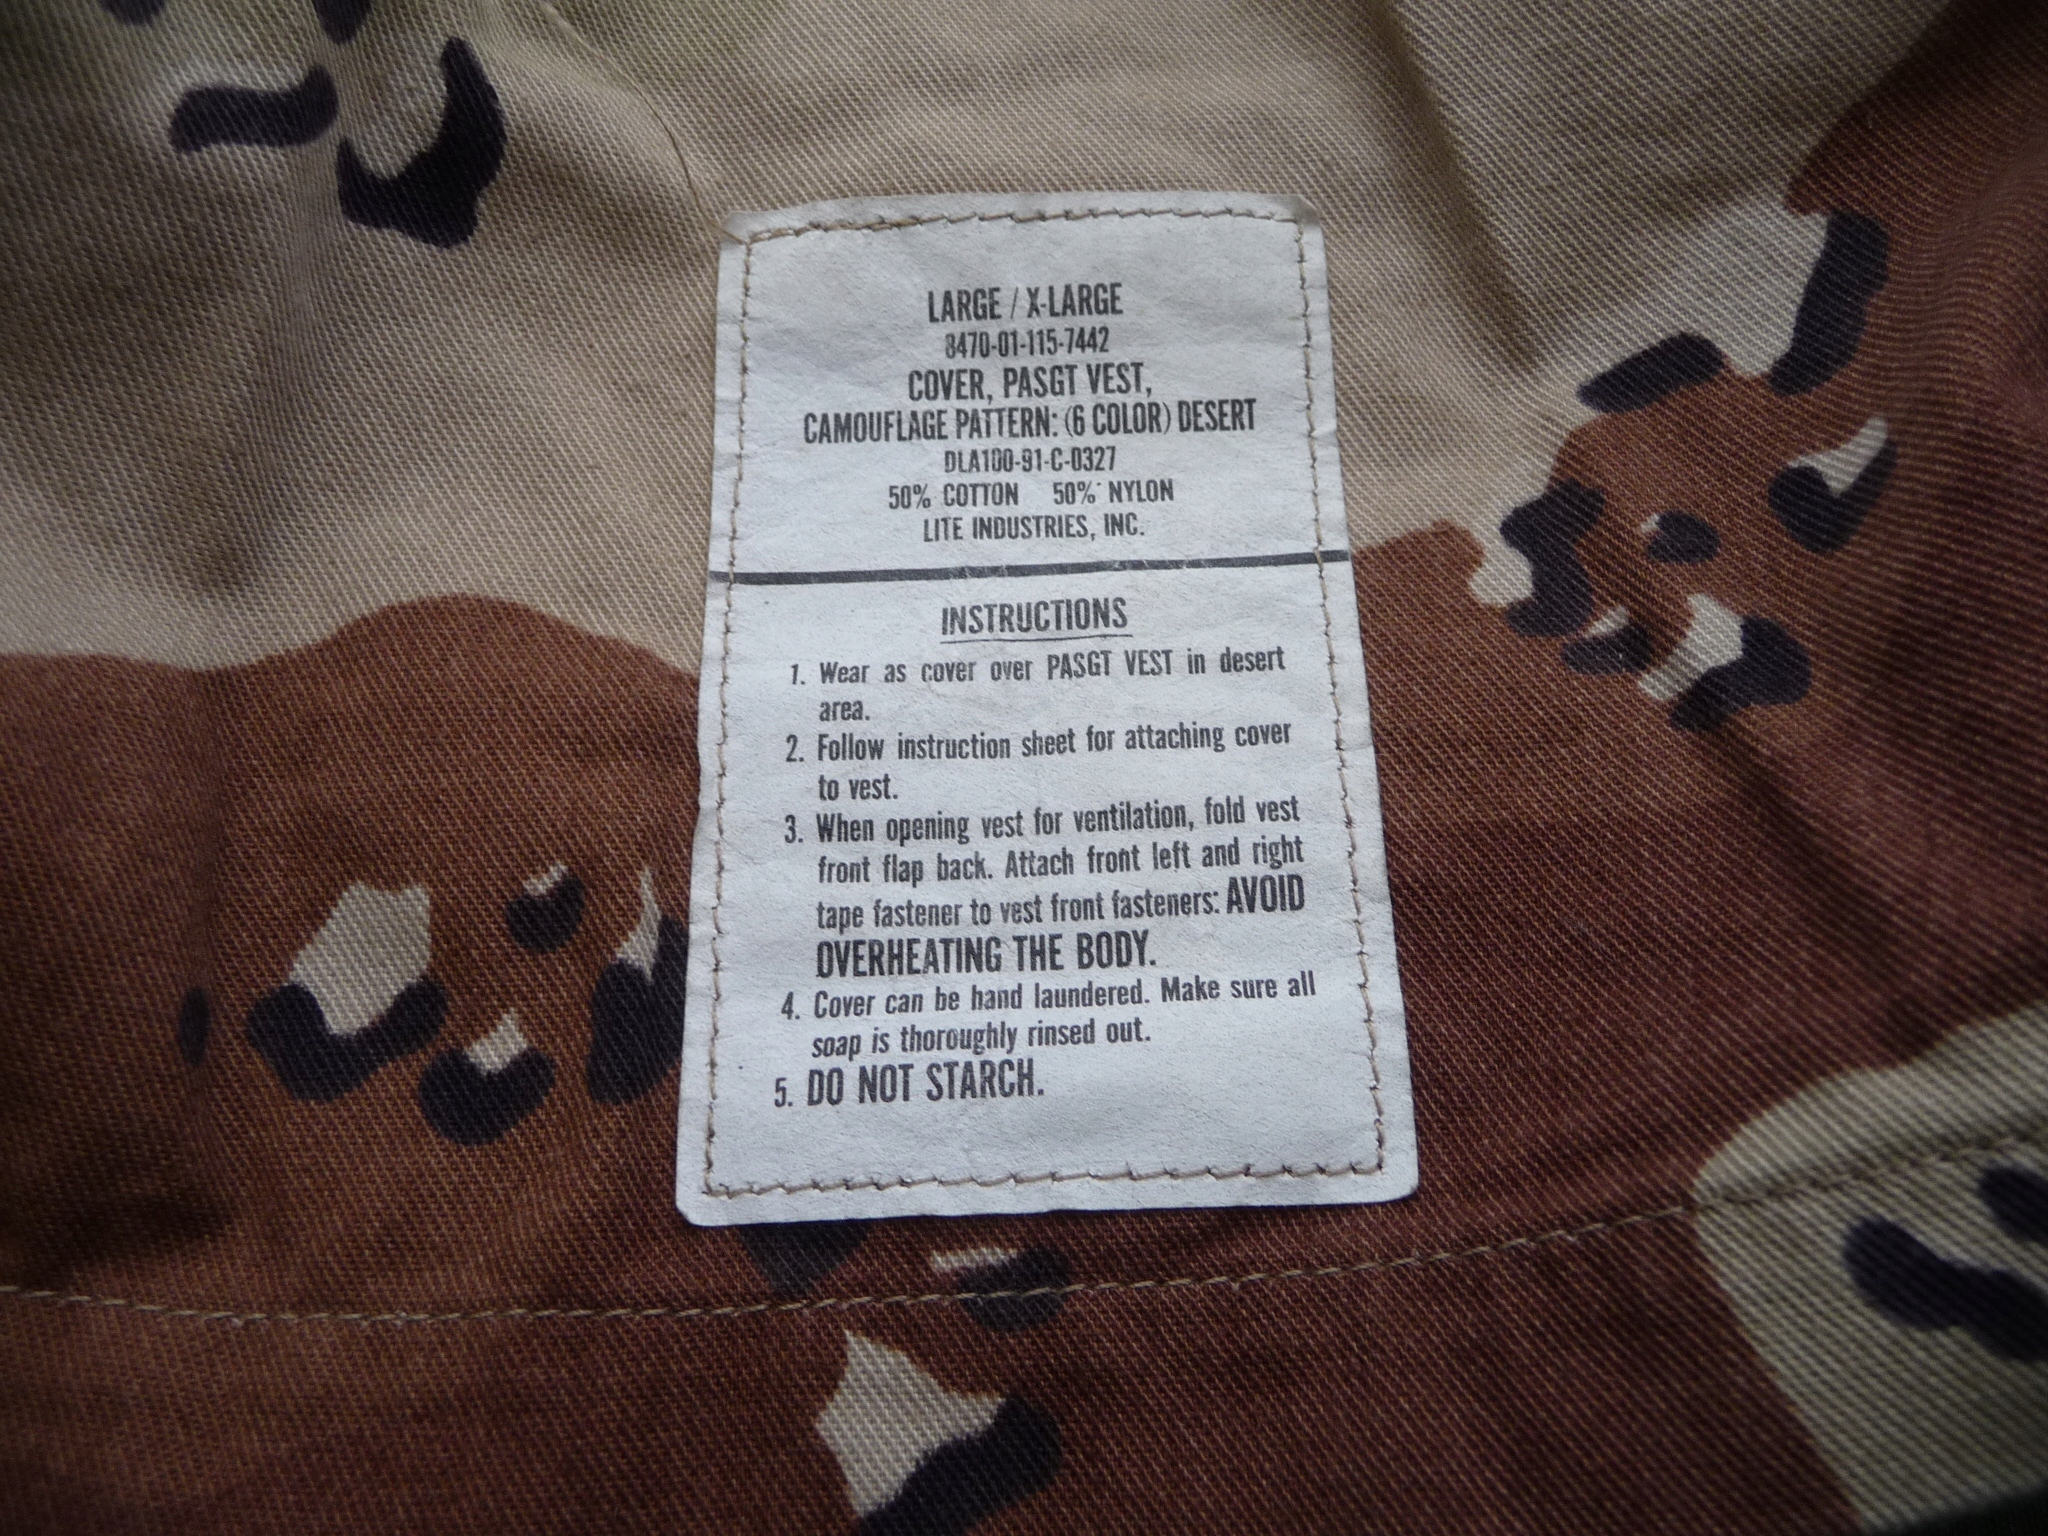 LARGE / X-LARGE
8470-01-115-7442
COVER, PASGT VEST,
CAMOUFLAGE PATTERN: (6 COLOR) DESERT
DLA100-91-C-0327
50% COTTON 50% NYLON
LITE INDUSTRIES, INC.
INSTRUCTIONS
1. Wear as cover over PASGT VEST in desert
area.
2. Follow instruction sheet for attaching cover
to vest.
3. When opening vest for ventilation, fold vest
front flap back. Attach front left and right
tape fastener to vest front fasteners: AVOID
OVERHEATING THE BODY.
4. Cover can be hand laundered. Make sure all
soap is thoroughly rinsed out.
5. DO NOT STARCH.